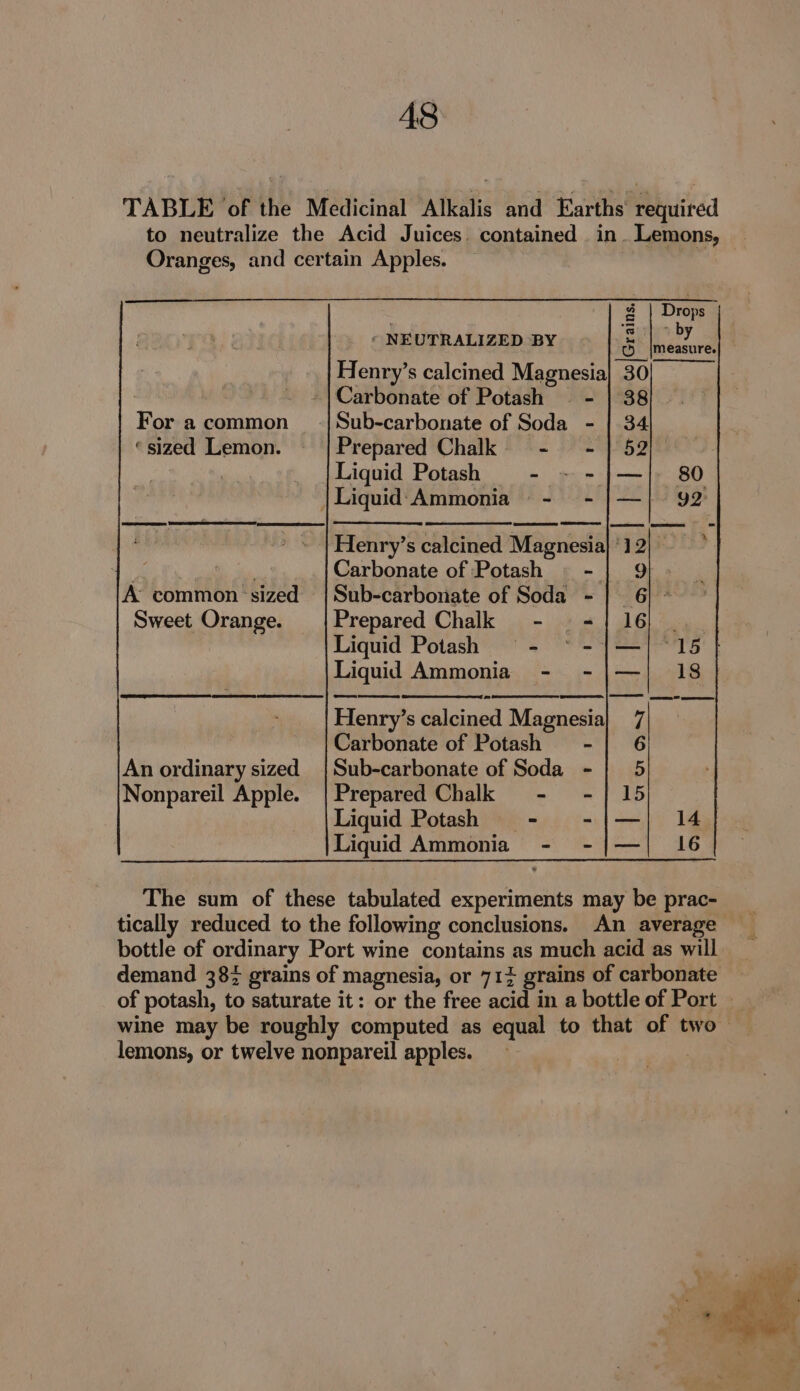 48
TABLE of the Medicinal Alkalis and Earths required
to neutralize the Acid Juices contained in Lemons,
Oranges, and certain Apples.
NEUTRALIZED BY | Grains. | Drops by measure.
Henry's calcined Magnesia 30
Carbonate of Potash - 38
For a common Sub-carbonate of Soda - 34
sized Lemon. Prepared Chalk - - 52
Liquid Potash - - - — 80
Liquid Ammonia - - — 92
Henry's calcined Magnesia 12
Carbonate of Potash - 9
A common sized Sub-carbonate of Soda - 6
Sweet Orange. Prepared Chalk - - 16
Liquid Potash - - - — 15
Liquid Ammonia - - — 18
Henry's calcined Magnesia 7
Carbonate of Potash - 6
An ordinary sized Sub-carbonate of Soda - 5
Nonpareil Apple. Prepared Chalk - - 15
Liquid Potash - - — 14
Liquid Ammonia - - — 16
The sum of these tabulated experiments may be prac-
tically reduced to the following conclusions. An average
bottle of ordinary Port wine contains as much acid as will
demand 38 grains of magnesia, or 71 grains of carbonate
of potash, to saturate it: or the free acid in a bottle of Port
wine may be roughly computed as equal to that of two
lemons, or twelve nonpareil apples.